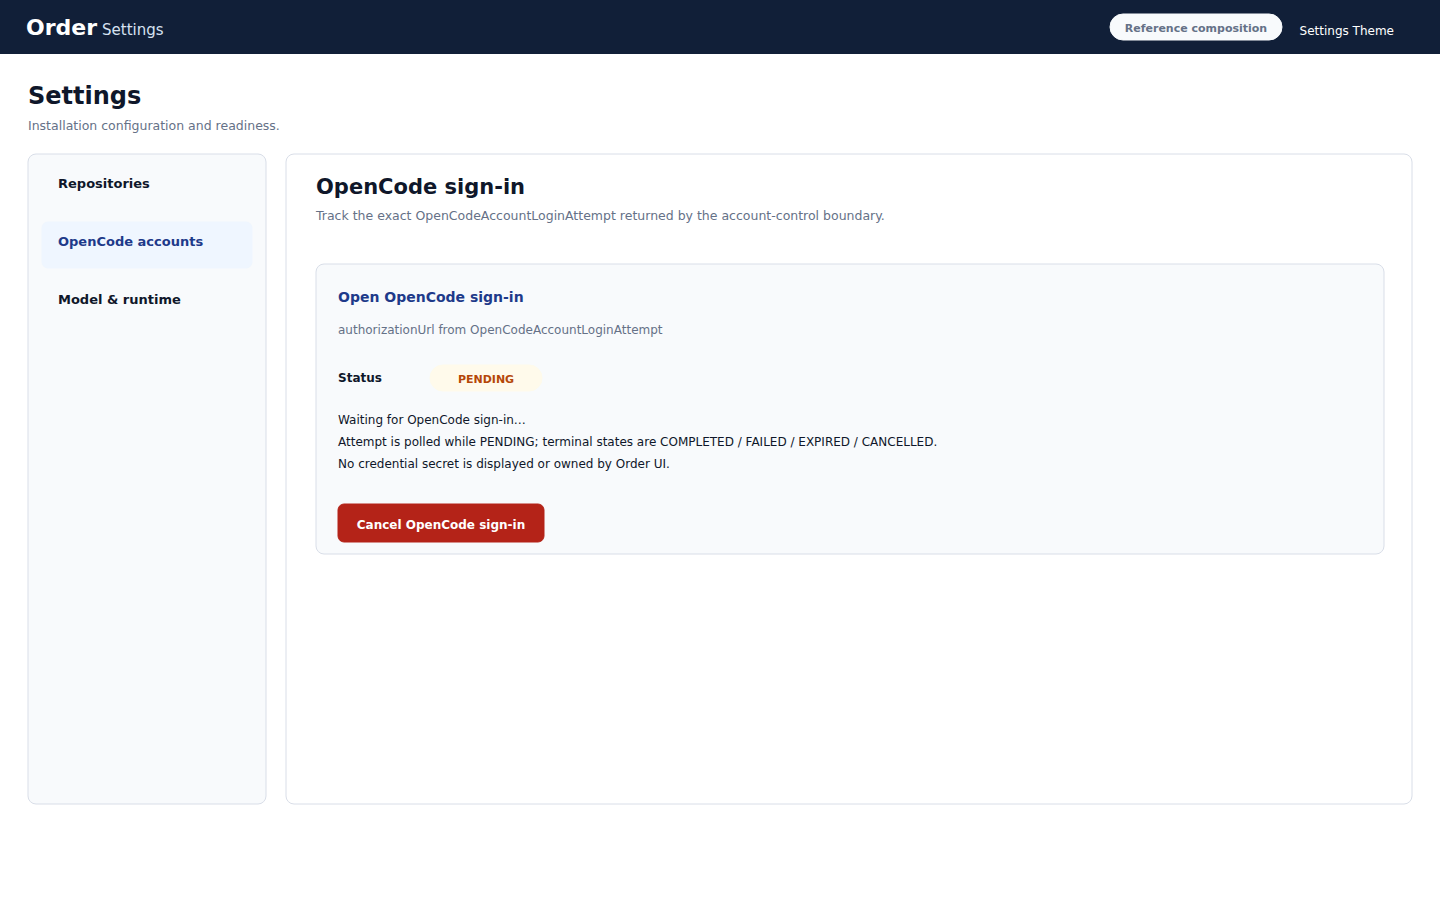 Order Settings
Reference composition
Settings Theme
Settings
Installation configuration and readiness.
Repositories
OpenCode accounts
Model & runtime
OpenCode sign-in
Track the exact OpenCodeAccountLoginAttempt returned by the account-control boundary.
Open OpenCode sign-in
authorizationUrl from OpenCodeAccountLoginAttempt
Status PENDING
Waiting for OpenCode sign-in…
Attempt is polled while PENDING; terminal states are COMPLETED / FAILED / EXPIRED / CANCELLED.
No credential secret is displayed or owned by Order UI.
Cancel OpenCode sign-in